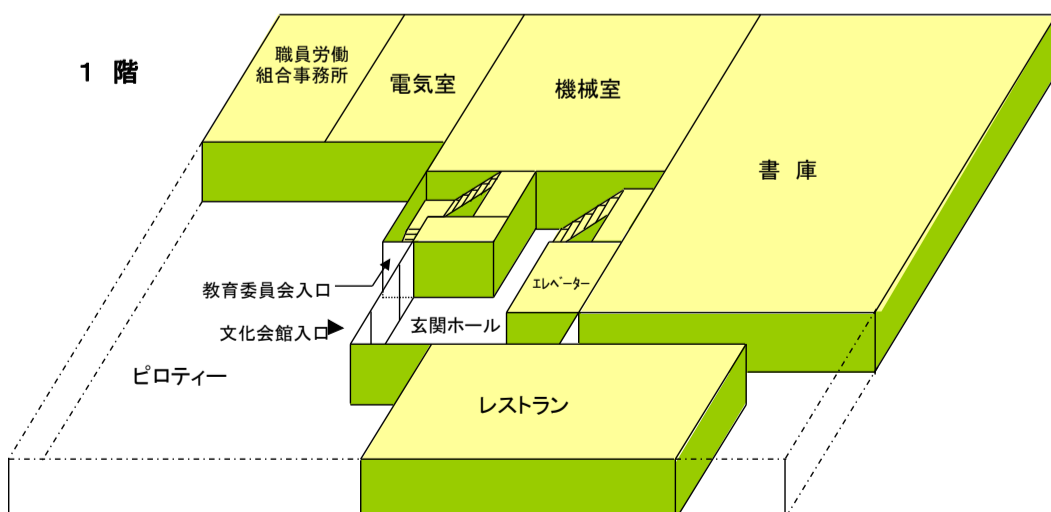 1 階
職員労働
組合事務所
電気室
機械室
書 庫
教育委員会入口
エレベーター
文化会館入口
玄関ホール
ピロティー
レストラン